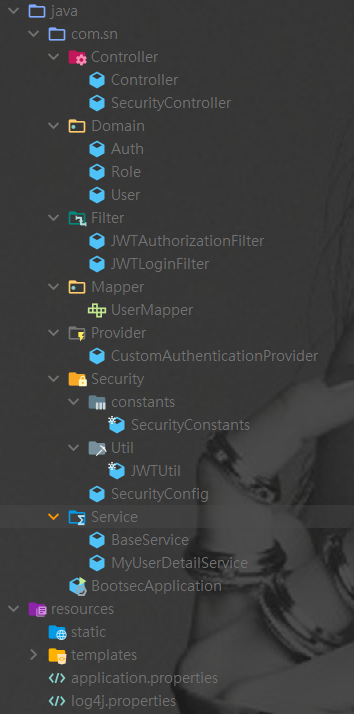 java
com.sn
Controller
Controller
SecurityController
Domain
Auth
Role
User
Filter
JWTAuthorizationFilter
JWTLoginFilter
Mapper
UserMapper
Provider
CustomAuthenticationProvider
Security
constants
SecurityConstants
Util
JWTUtil
SecurityConfig
Service
BaseService
MyUserDetailService
BootsecApplication
resources
static
templates
application.properties
log4j.properties